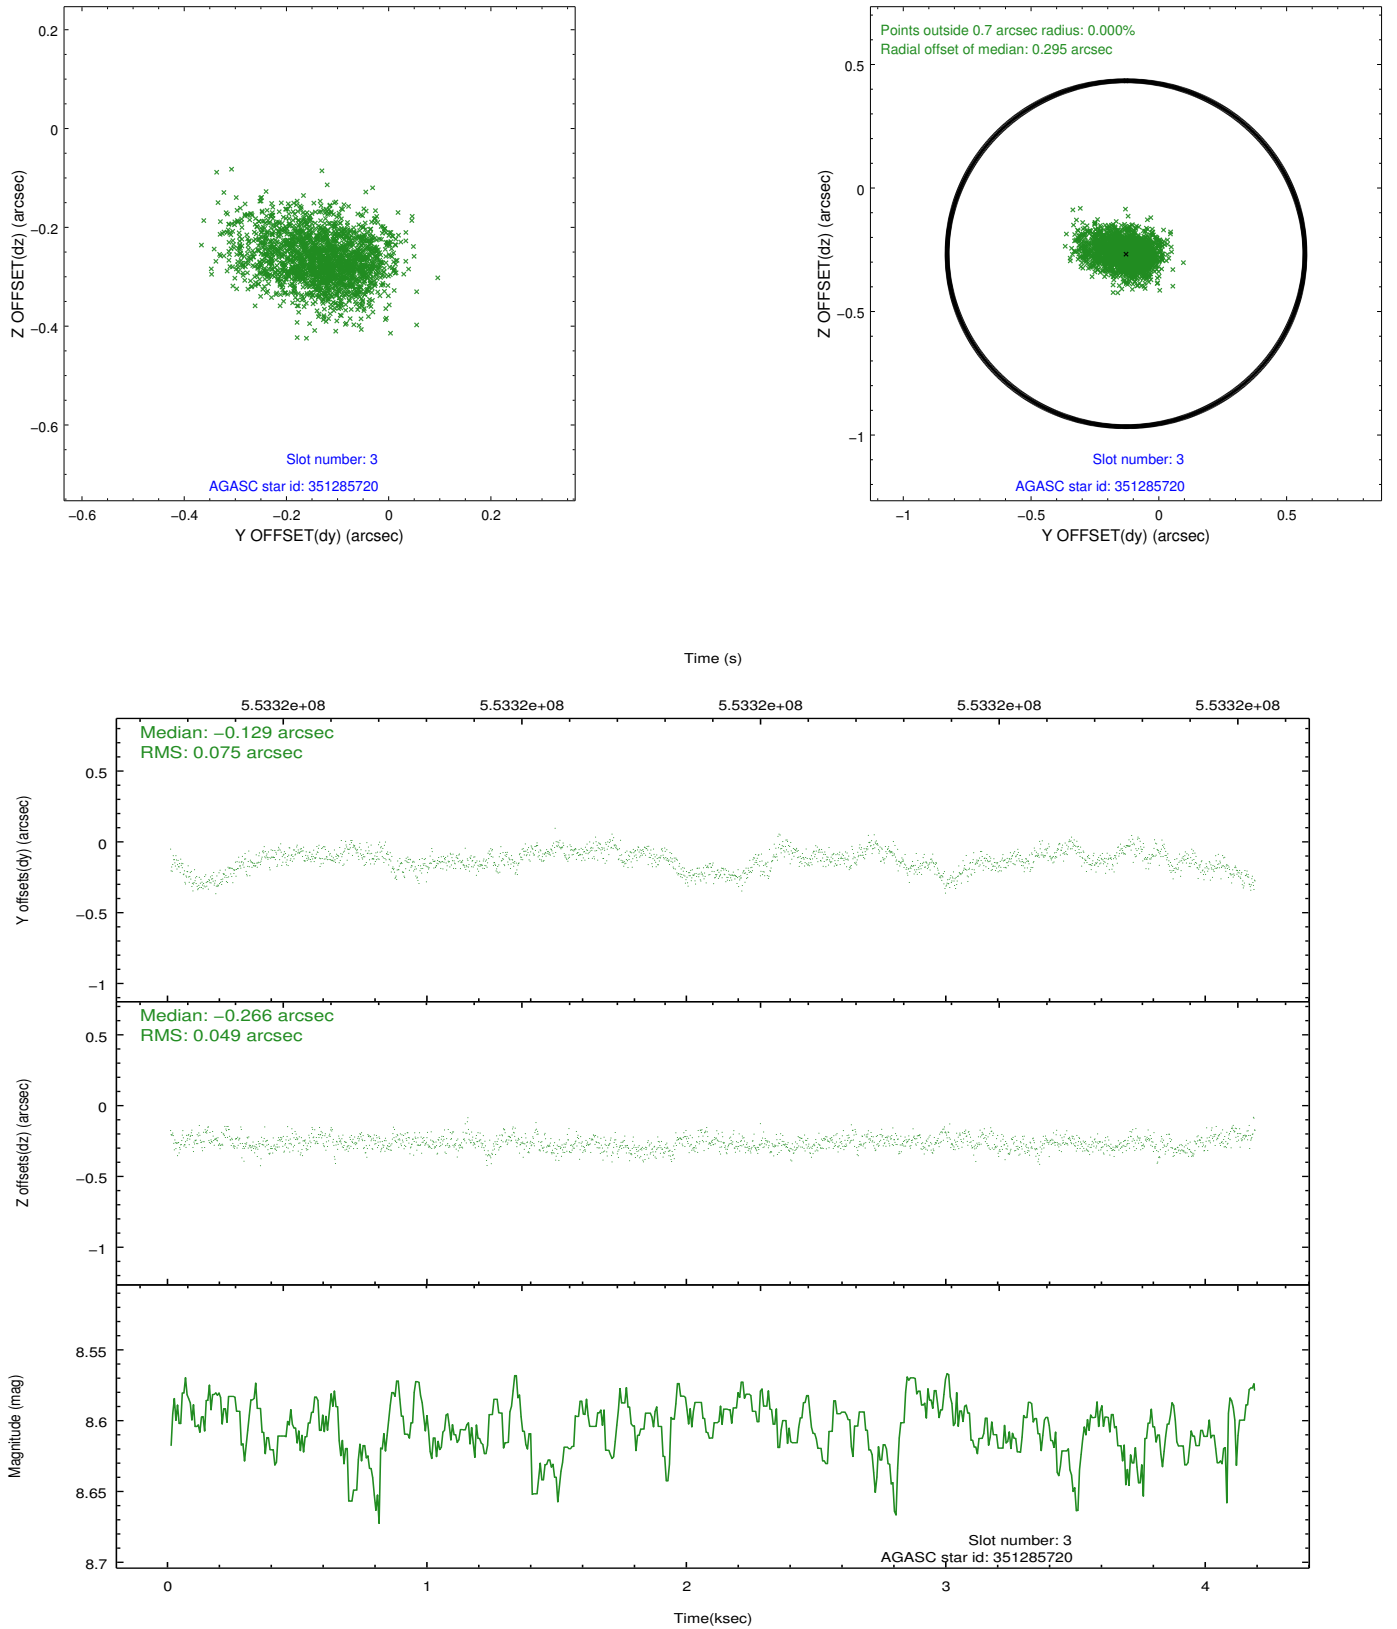 0.2
0
−0.2
−0.4
−0.6
Z OFFSET(dz) (arcsec)
Slot number: 3
AGASC star id: 351285720
−0.6
−0.4
−0.2
0
0.2
Y OFFSET(dy) (arcsec)
Points outside 0.7 arcsec radius: 0.000%
Radial offset of median: 0.295 arcsec
0.5
0
−0.5
−1
Z OFFSET(dz) (arcsec)
Slot number: 3
AGASC star id: 351285720
−1
−0.5
0
0.5
Y OFFSET(dy) (arcsec)
Time (s)
5.5332e+08
5.5332e+08
5.5332e+08
5.5332e+08
5.5332e+08
Median: −0.129 arcsec
RMS: 0.075 arcsec
0.5
0
−0.5
−1
Y offsets(dy) (arcsec)
Median: −0.266 arcsec
RMS: 0.049 arcsec
0.5
0
−0.5
−1
Z offsets(dz) (arcsec)
8.55
8.6
8.65
8.7
Magnitude (mag)
Slot number: 3
AGASC star id: 351285720
0
1
2
3
4
Time(ksec)